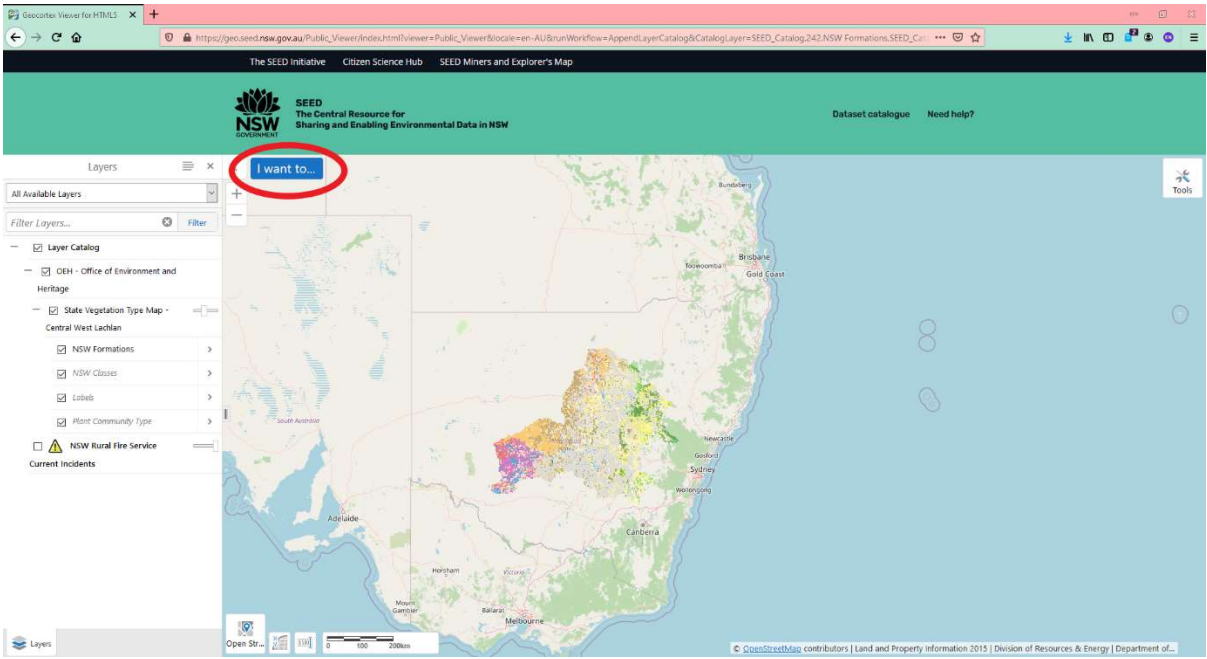 Geocortex Viewer for HTML5
https://geo.seed.nsw.gov.au/Public_Viewer/index.html?viewer=Public_Viewer&locale=en-AU&runWorkflow=AppendLayerCatalog&CatalogLayer=SEED_Catalog.242.NSW Formations,SEED_Cat
The SEED Initiative Citizen Science Hub SEED Miners and Explorer's Map
SEED
The Central Resource for
Sharing and Enabling Environmental Data in NSW
NSW
GOVERNMENT
Dataset catalogue Need help?
Layers
I want to...
Tools
All Available Layers
Filter Layers... Filter
Layer Catalog
OEH - Office of Environment and
Heritage
State Vegetation Type Map -
Central West Lachlan
NSW Formations
NSW Classes
Labels
Plant Community Type
NSW Rural Fire Service
Current Incidents
Bundaberg
Brisbane
Toowoomba
Gold Coast
South Australia
Newcastle
Gosford
Sydney
Wollongong
Adelaide
Canberra
Horsham
Victoria
Mount
Gambier
Ballarat
Melbourne
Open Str...
0 100 200km
Layers
© OpenStreetMap contributors | Land and Property Information 2015 | Division of Resources & Energy | Department of...